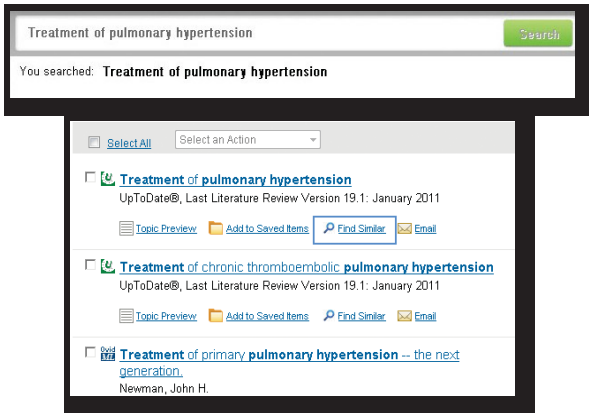 Treatment of pulmonary hypertension Search
You searched: Treatment of pulmonary hypertension
Select All Select an Action
Treatment of pulmonary hypertension
UpToDate®, Last Literature Review Version 19.1: January 2011
Topic Preview Add to Saved Items Find Similar Email
Treatment of chronic thromboembolic pulmonary hypertension
UpToDate®, Last Literature Review Version 19.1: January 2011
Topic Preview Add to Saved Items Find Similar Email
Ovid Treatment of primary pulmonary hypertension -- the next
generation.
Newman, John H.